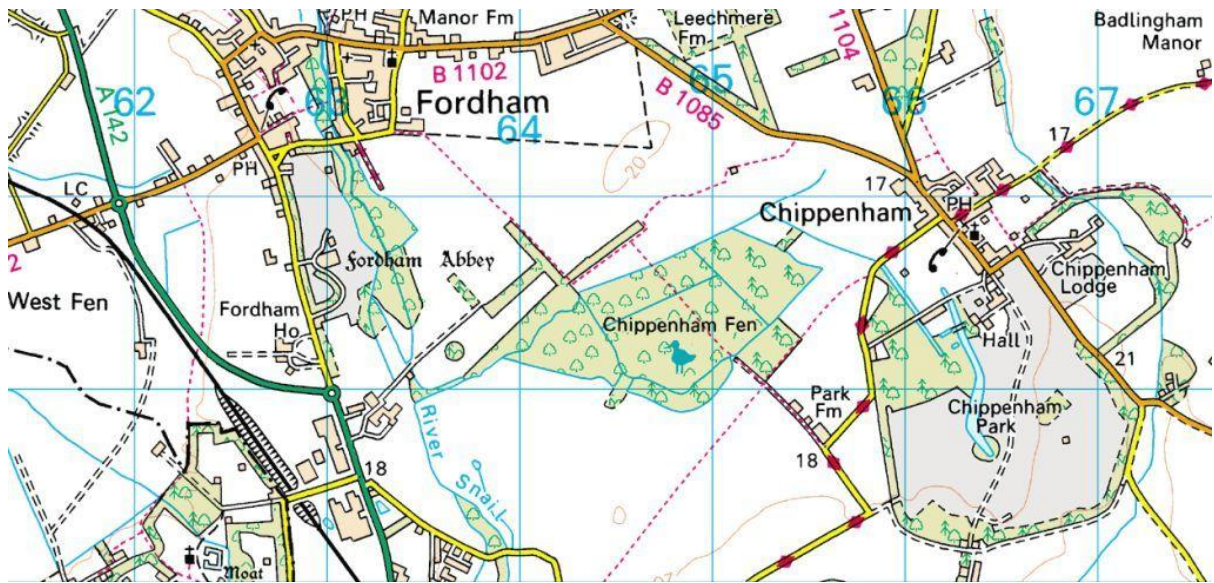 PH
Manor Fm
Leechmere
Fm
1104
Badlingham
Manor
B 1102
B 1085
A 142
62
63
64
65
66
67
Fordham
20
17
PH
LC
17
PH
Chippenham
2
Fordham Abbey
West Fen
Fordham
Ho
Chippenham Fen
Chippenham
Lodge
Hall
21
Park
Fm
Chippenham
Park
River
Snail
18
18
Moat